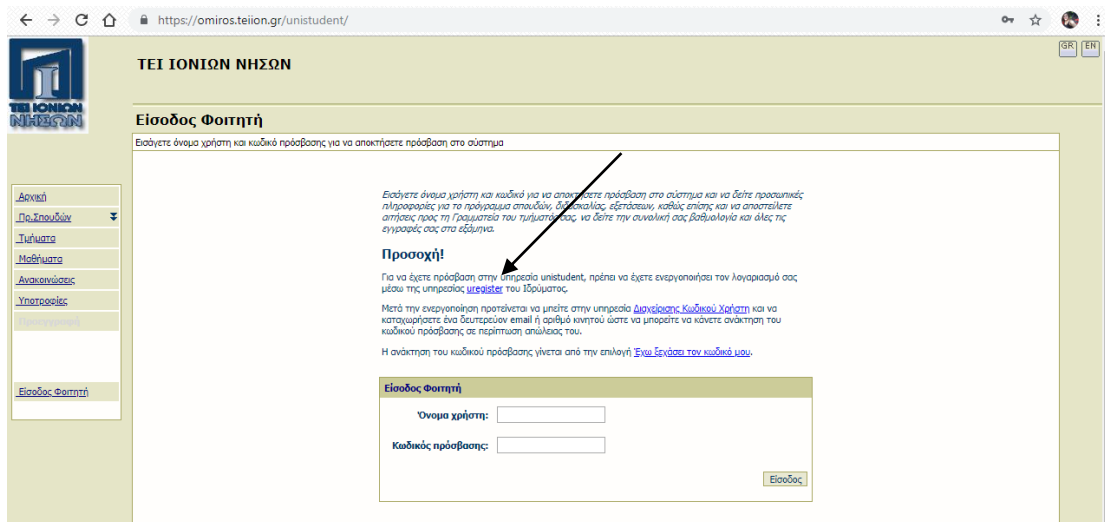 https://omiros.teiion.gr/unistudent/
GR EN
ΤΕΙ ΙΟΝΙΩΝ ΝΗΣΩΝ
ΤΕΙ ΙΟΝΙΩΝ
ΝΗΣΩΝ
Είσοδος Φοιτητή
Εισάγετε όνομα χρήστη και κωδικό πρόσβασης για να αποκτήσετε πρόσβαση στο σύστημα
Αρχική
Πρ.Σπουδών
Τμήματα
Μαθήματα
Ανακοινώσεις
Υποτροφίες
Προεγγραφή
Είσοδος Φοιτητή
Εισάγετε όνομα χρήστη και κωδικό για να αποκτήσετε πρόσβαση στο σύστημα και να δείτε προσωπικές
πληροφορίες για το πρόγραμμα σπουδών, διδασκαλίας, εξετάσεων, καθώς επίσης και να αποστείλετε
αιτήσεις προς τη Γραμματεία του τμήματός σας, να δείτε την συνολική σας βαθμολογία και όλες τις
εγγραφές σας στα εξάμηνα.
Προσοχή!
Για να έχετε πρόσβαση στην υπηρεσία unistudent, πρέπει να έχετε ενεργοποιήσει τον λογαριασμό σας
μέσω της υπηρεσίας uregister του Ιδρύματος.
Μετά την ενεργοποίηση προτείνεται να μπείτε στην υπηρεσία Διαχείρισης Κωδικού Χρήστη και να
καταχωρήσετε ένα δευτερεύον email ή αριθμό κινητού ώστε να μπορείτε να κάνετε ανάκτηση του
κωδικού πρόσβασης σε περίπτωση απώλειας του.
Η ανάκτηση του κωδικού πρόσβασης γίνεται από την επιλογή Έχω ξεχάσει τον κωδικό μου.
Είσοδος Φοιτητή
Όνομα χρήστη:
Κωδικός πρόσβασης:
Είσοδος